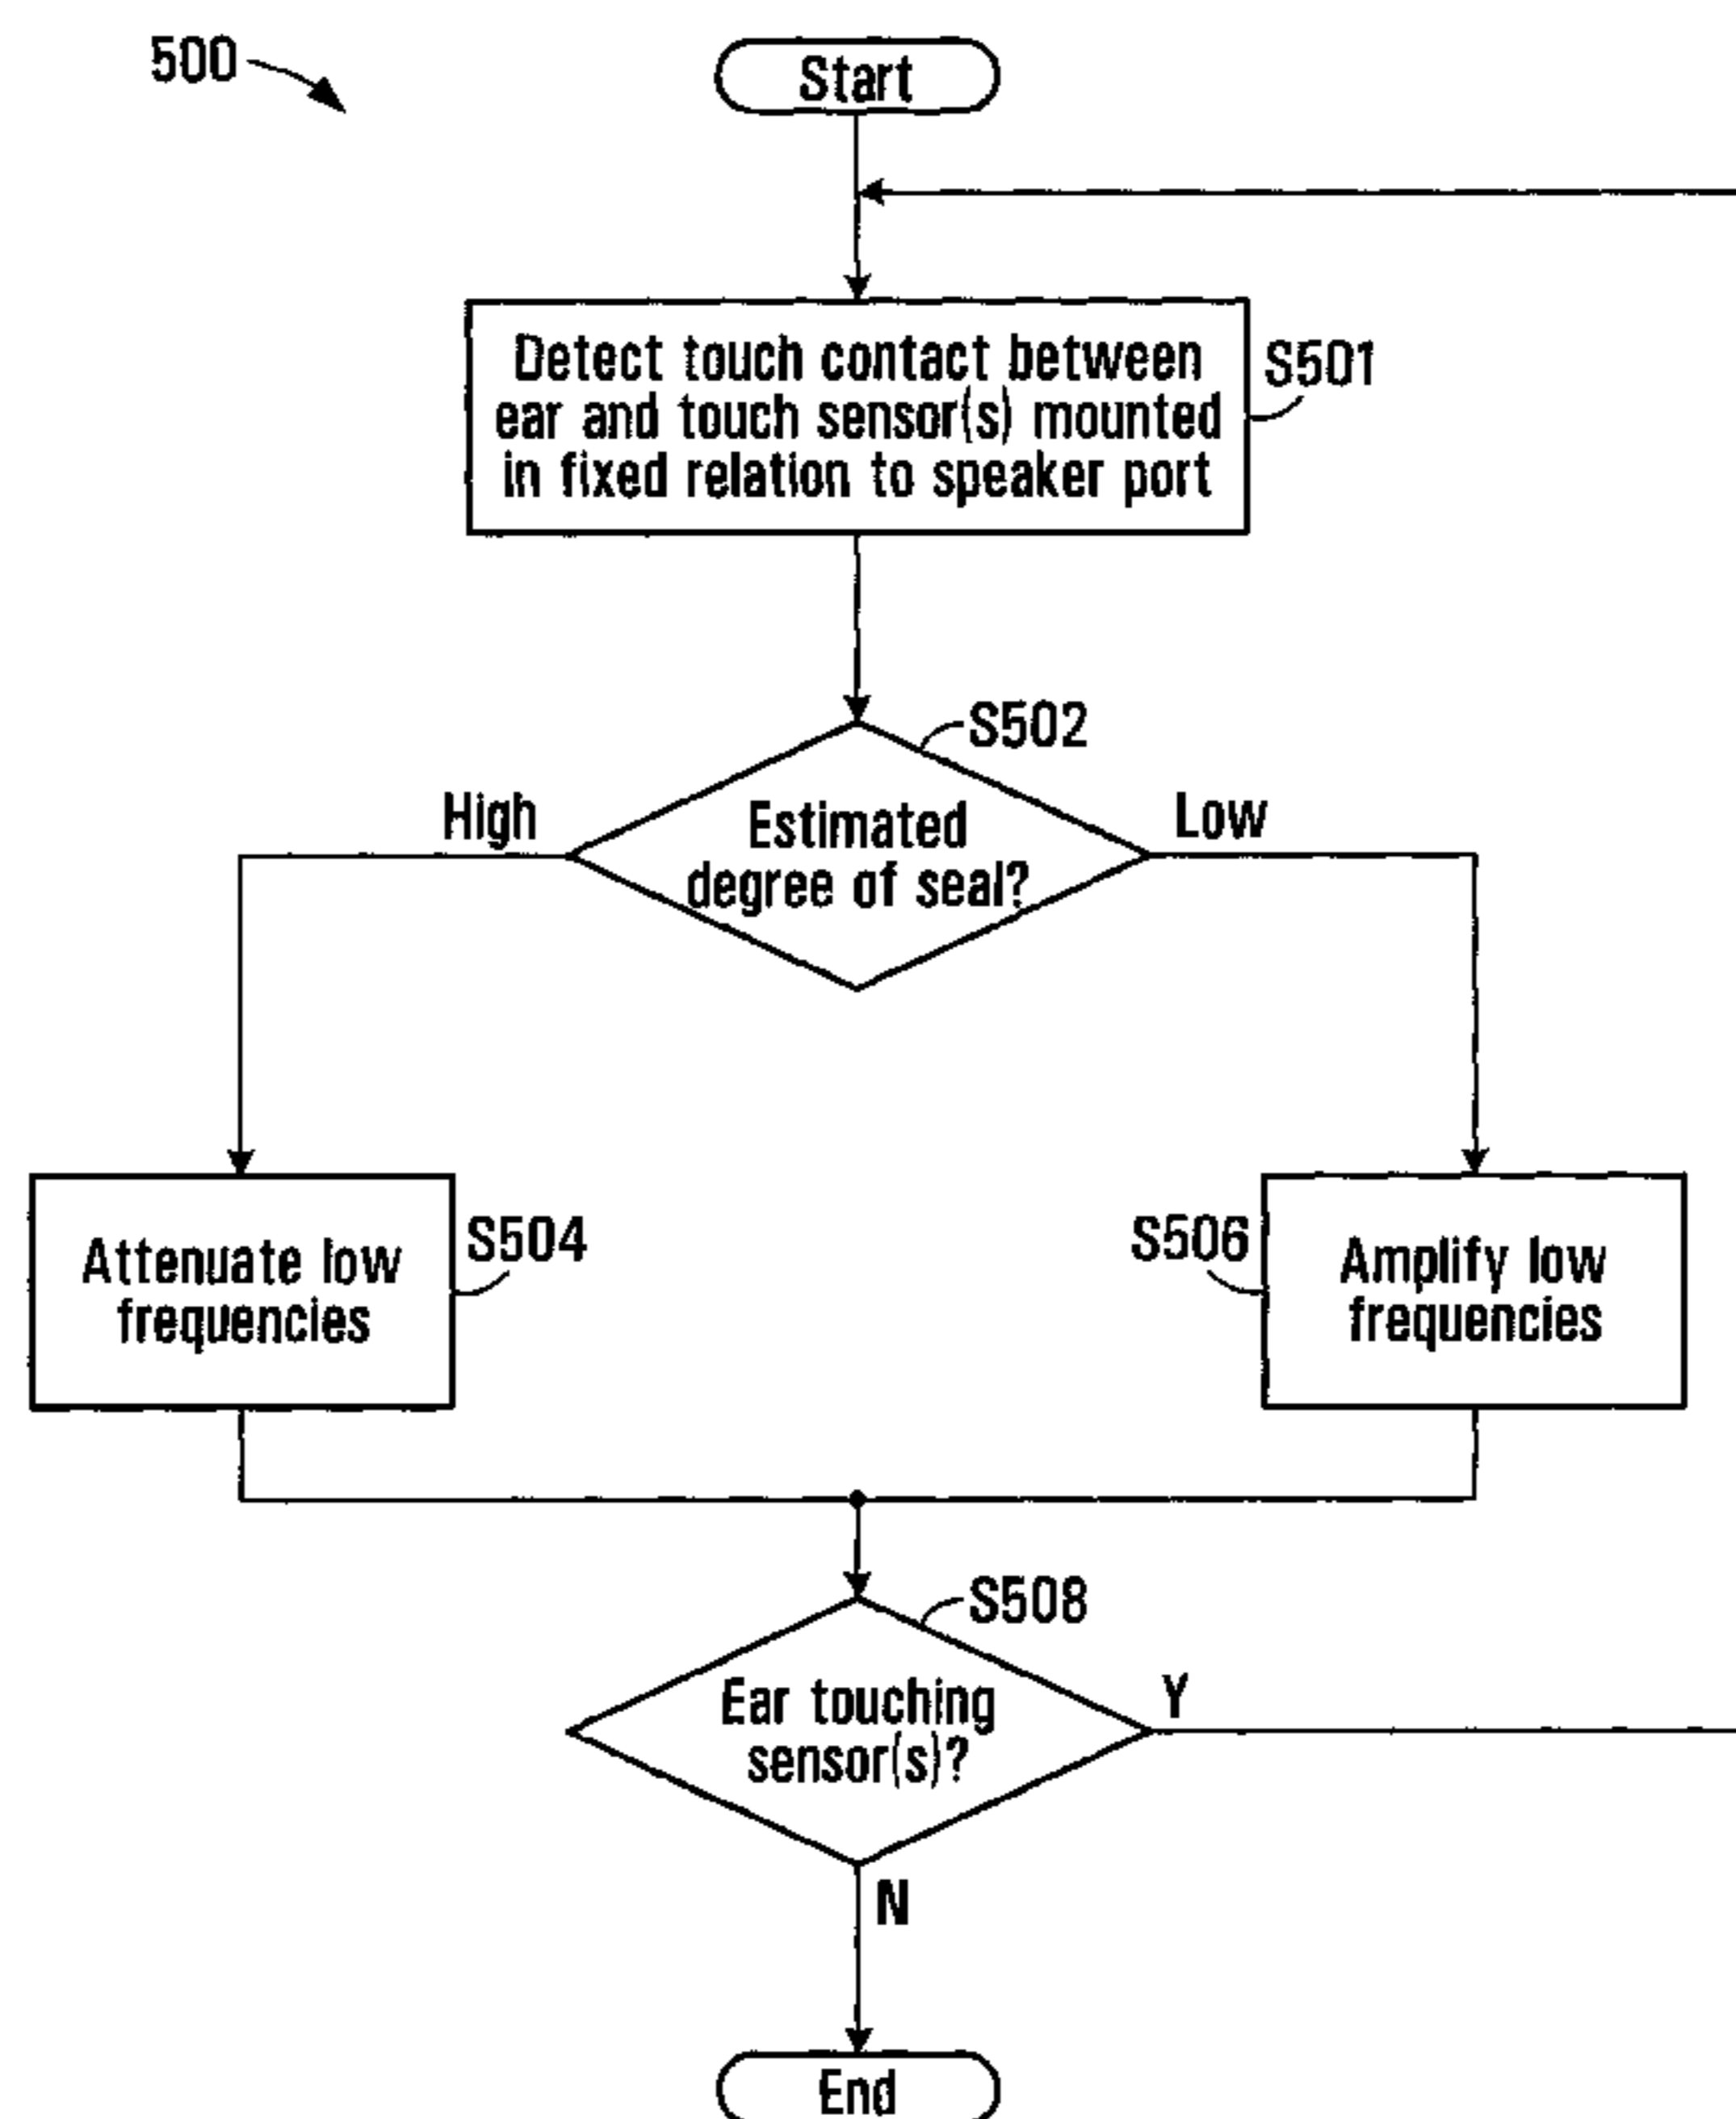 500
Start
Detect touch contact between
ear and touch sensor(s) mounted
in fixed relation to speaker port
S501
S502
High
Estimated
degree of seal?
Low
Attenuate low
frequencies
S504
S506
Amplify low
frequencies
S508
Ear touching
sensor(s)?
Y
N
End